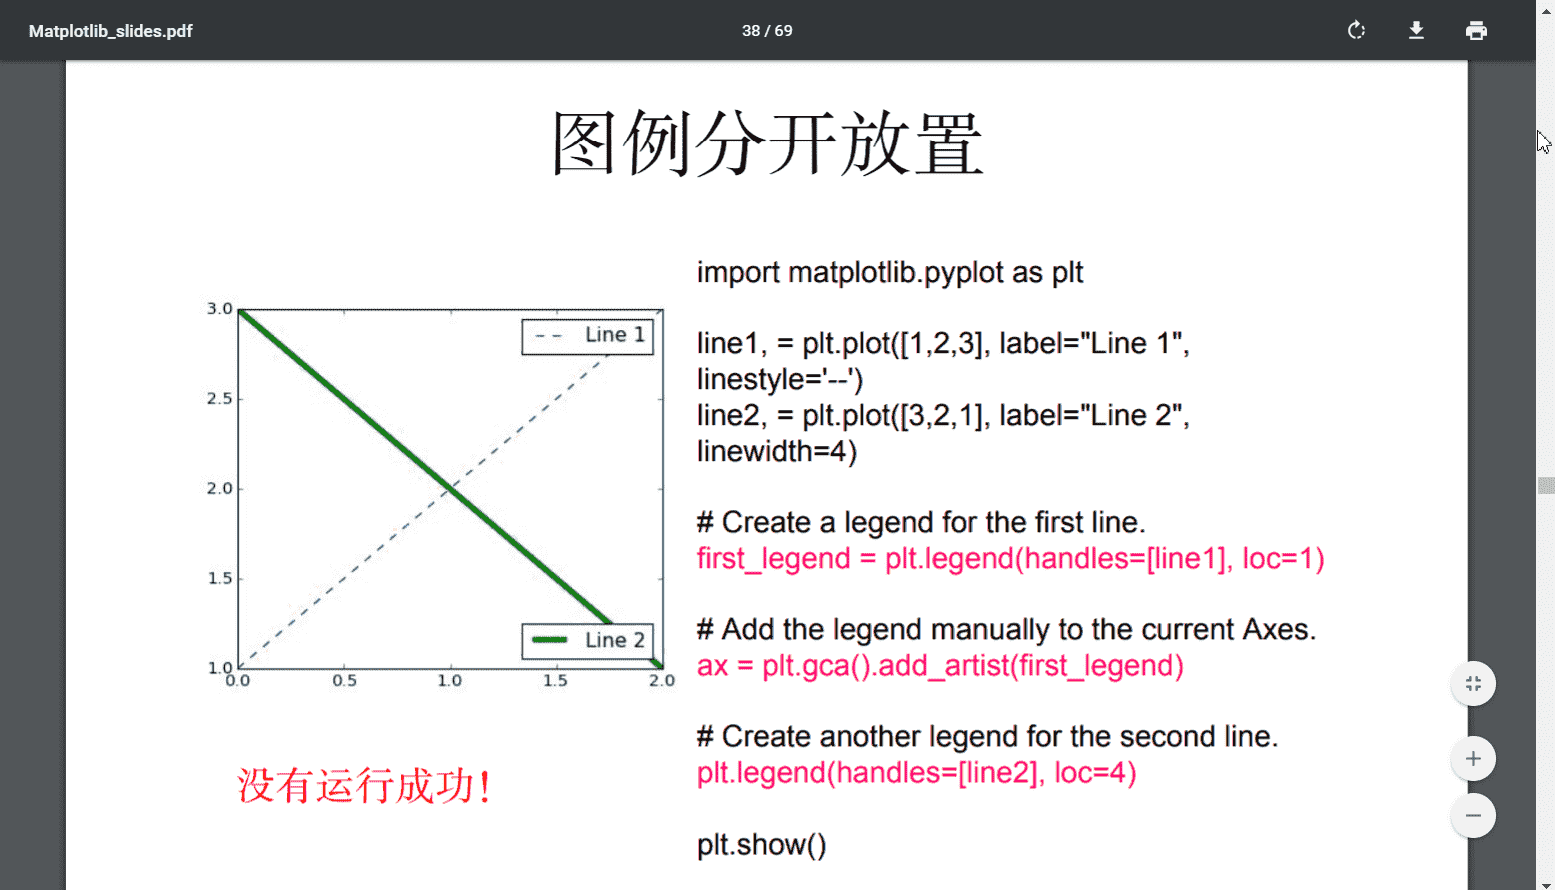 Matplotlib_slides.pdf
38 / 69
图例分开放置
3.0
2.5
2.0
1.5
1.0
0.0
0.5
1.0
1.5
2.0
Line 1
Line 2
没有运行成功！
import matplotlib.pyplot as plt
line1, = plt.plot([1,2,3], label="Line 1",
linestyle='--')
line2, = plt.plot([3,2,1], label="Line 2",
linewidth=4)
# Create a legend for the first line.
first_legend = plt.legend(handles=[line1], loc=1)
# Add the legend manually to the current Axes.
ax = plt.gca().add_artist(first_legend)
# Create another legend for the second line.
plt.legend(handles=[line2], loc=4)
plt.show()